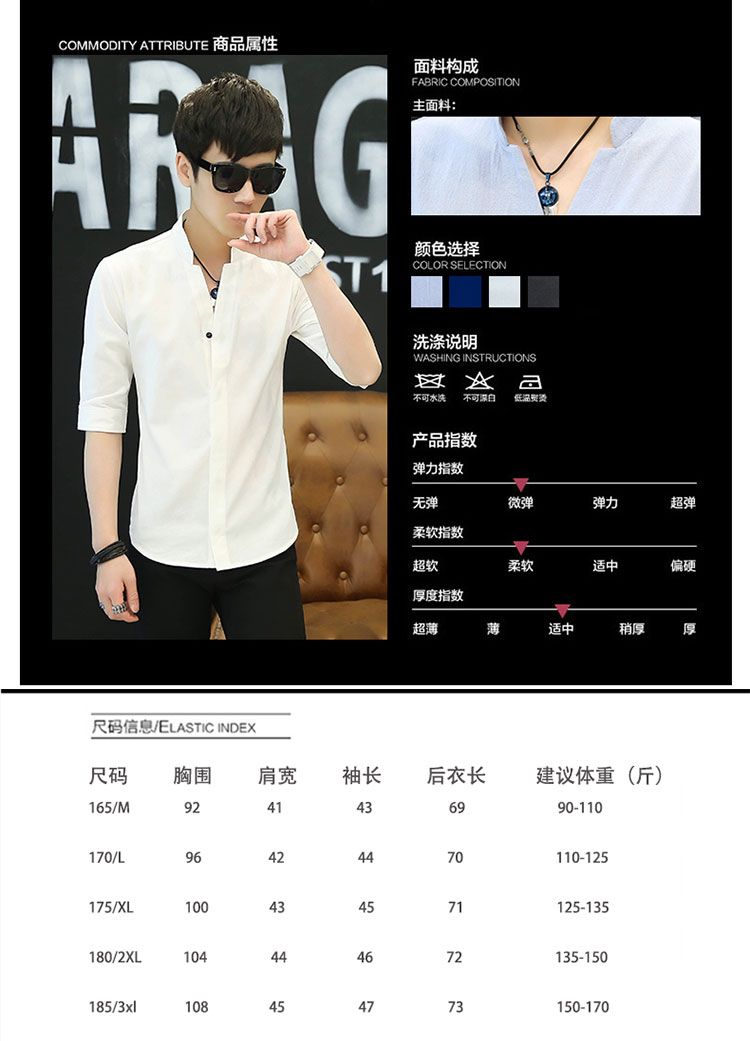 COMMODITY ATTRIBUTE 商品属性
ARAG
ST1
面料构成
FABRIC COMPOSITION
主面料:
颜色选择
COLOR SELECTION
洗涤说明
WASHING INSTRUCTIONS
不可水洗 不可漂白 低温熨烫
产品指数
弹力指数
无弹 微弹 弹力 超弹
柔软指数
超软 柔软 适中 偏硬
厚度指数
超薄 薄 适中 稍厚 厚
尺码信息/ELASTIC INDEX
尺码 胸围 肩宽 袖长 后衣长 建议体重（斤）
165/M 92 41 43 69 90-110
170/L 96 42 44 70 110-125
175/XL 100 43 45 71 125-135
180/2XL 104 44 46 72 135-150
185/3xl 108 45 47 73 150-170